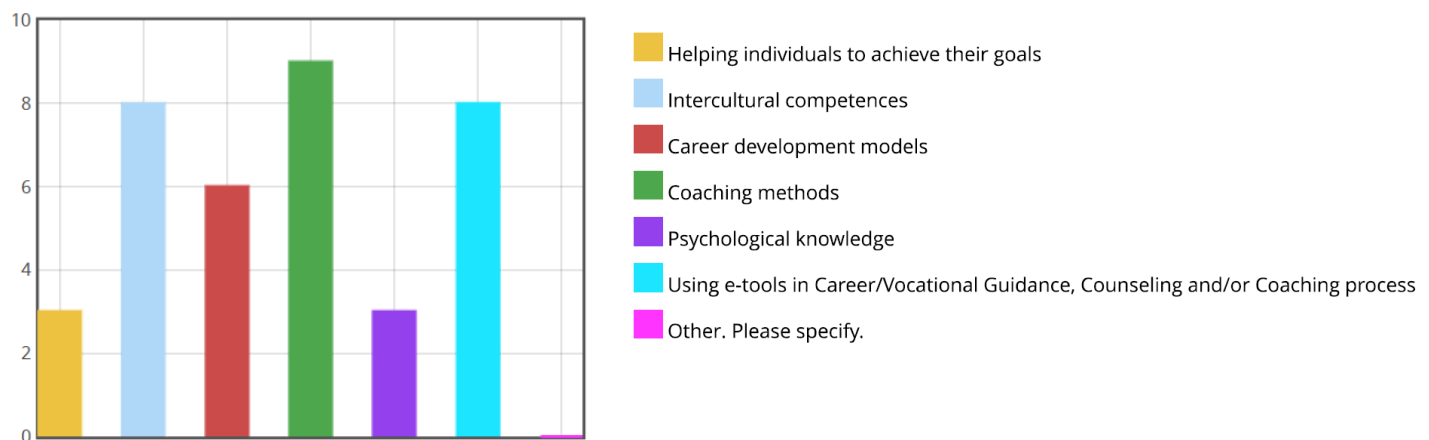 10
8
6
4
2
0
Helping individuals to achieve their goals
Intercultural competences
Career development models
Coaching methods
Psychological knowledge
Using e-tools in Career/Vocational Guidance, Counseling and/or Coaching process
Other. Please specify.